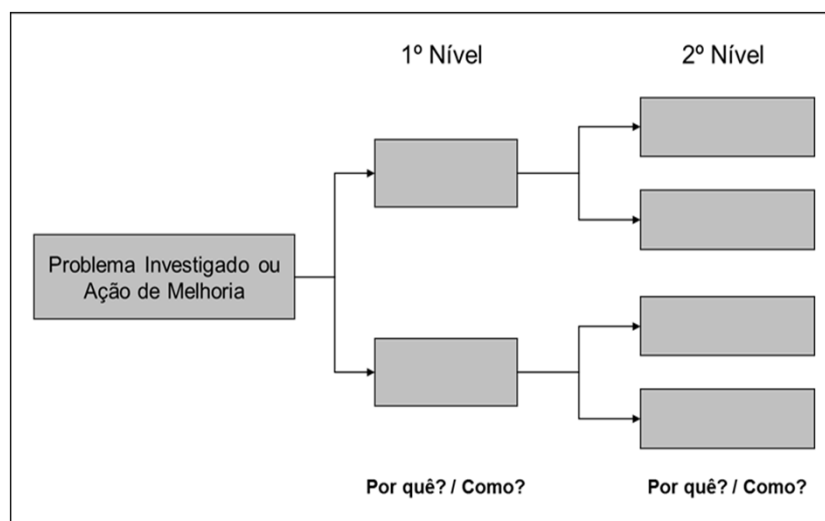 1º Nível
2º Nível
Problema Investigado ou
Ação de Melhoria
Por quê? / Como?
Por quê? / Como?